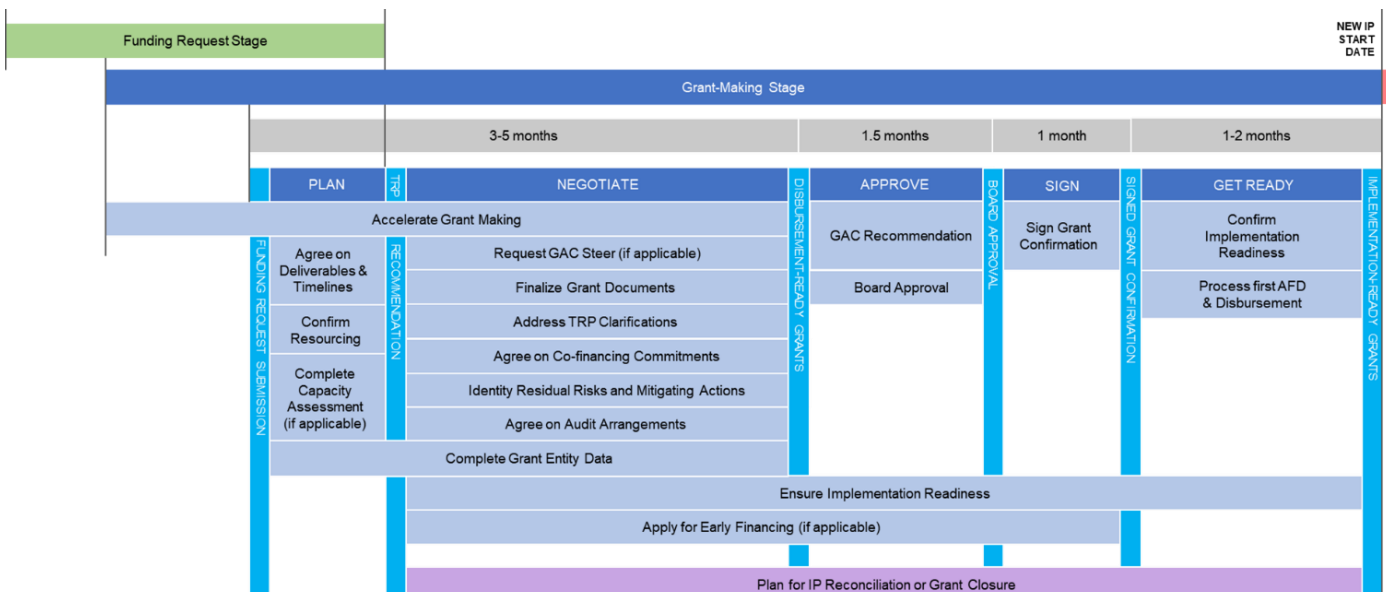 Funding Request Stage
NEW IP
START
DATE
Grant-Making Stage
3-5 months
1.5 months
1 month
1-2 months
PLAN
NEGOTIATE
APPROVE
SIGN
GET READY
FUNDING REQUEST SUBMISSION
TRP RECOMMENDATION
DISBURSEMENT-READY GRANTS
BOARD APPROVAL
SIGNED GRANT CONFIRMATION
IMPLEMENTATION-READY GRANTS
Accelerate Grant Making
Agree on
Deliverables &
Timelines
Confirm
Resourcing
Complete
Capacity
Assessment
(if applicable)
Request GAC Steer (if applicable)
Finalize Grant Documents
Address TRP Clarifications
Agree on Co-financing Commitments
Identity Residual Risks and Mitigating Actions
Agree on Audit Arrangements
GAC Recommendation
Board Approval
Sign Grant
Confirmation
Confirm
Implementation
Readiness
Process first AFD
& Disbursement
Complete Grant Entity Data
Ensure Implementation Readiness
Apply for Early Financing (if applicable)
Plan for IP Reconciliation or Grant Closure